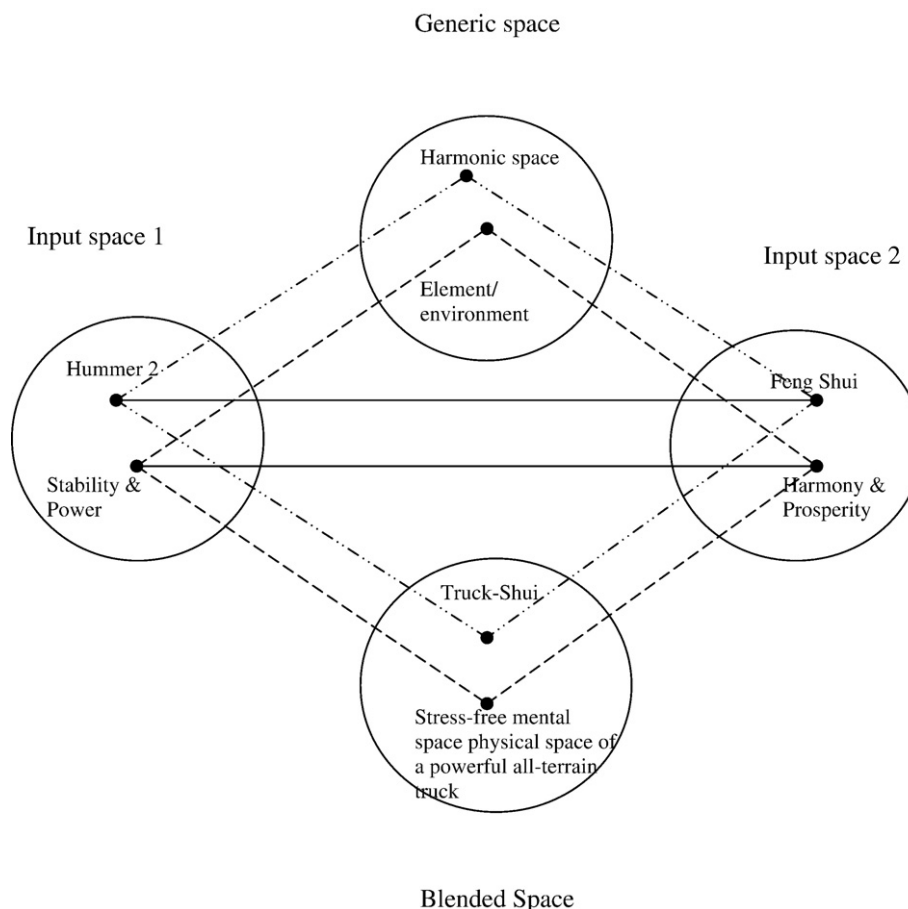 Generic space
Harmonic space
Input space 1
Input space 2
Element/
environment
Hummer 2
Feng Shui
Stability &
Power
Harmony &
Prosperity
Truck-Shui
Stress-free mental
space physical space of
a powerful all-terrain
truck
Blended Space